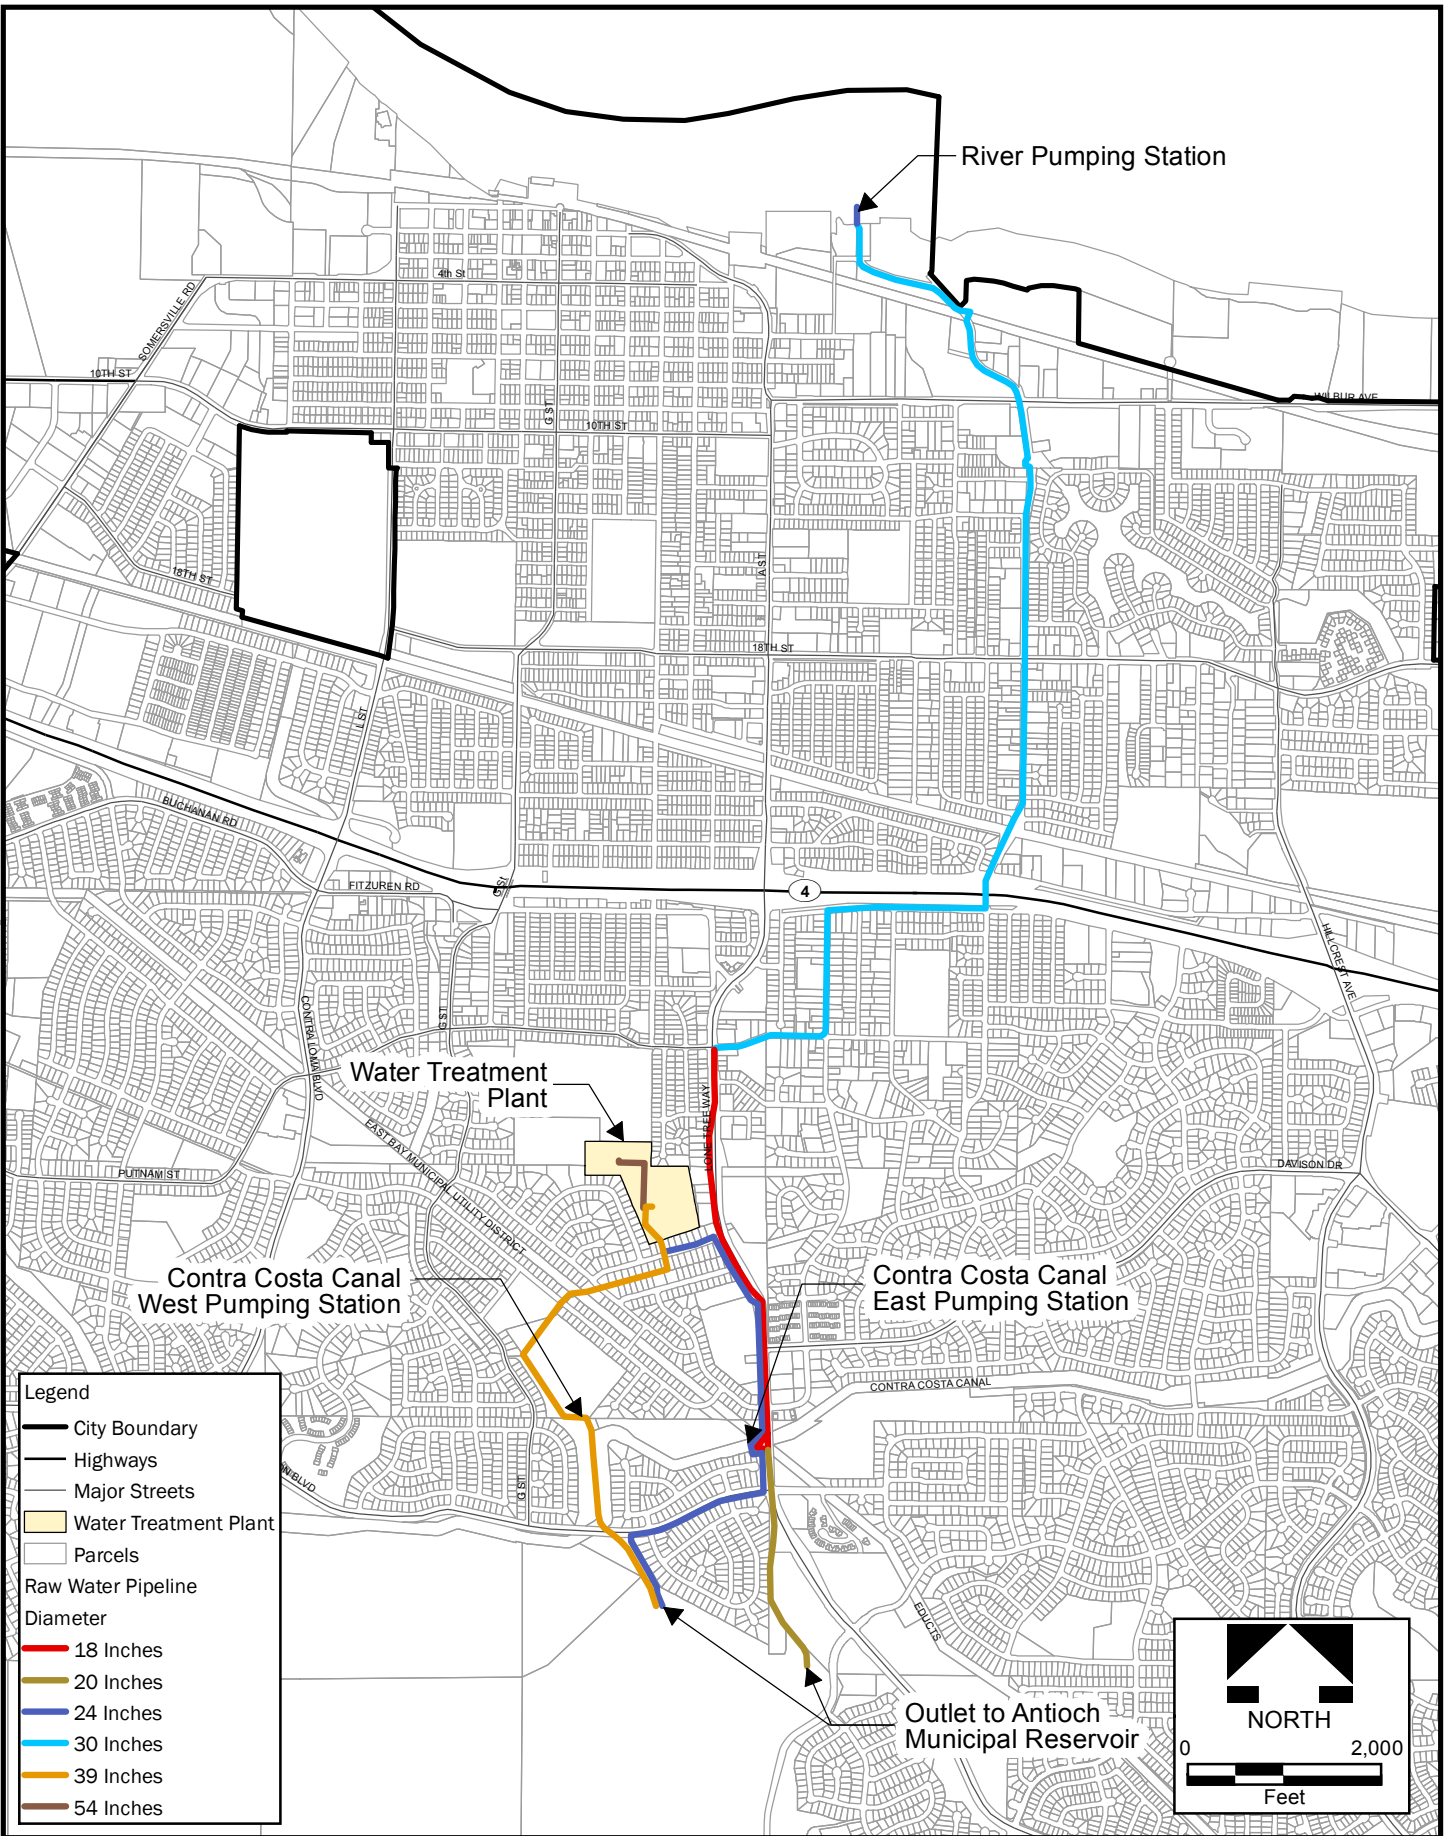 River Pumping Station
4th St
SOMERSVILLE RD
10TH ST
WILBUR AVE
G ST
10TH ST
A ST
18TH ST
18TH ST
L ST
BUCHANAN RD
FITZUREN RD
G St
4
HILLCREST AVE
CONTRA LOMA BLVD
G ST
Water Treatment
Plant
LONE TREE WAY
EAST BAY MUNICIPAL UTILITY DISTRICT
PUTNAM ST
DAVISON DR
Contra Costa Canal
West Pumping Station
Contra Costa Canal
East Pumping Station
CONTRA COSTA CANAL
N BLVD
G ST
EDUCTS
Outlet to Antioch
Municipal Reservoir
Legend
City Boundary
Highways
Major Streets
Water Treatment Plant
Parcels
Raw Water Pipeline
Diameter
18 Inches
20 Inches
24 Inches
30 Inches
39 Inches
54 Inches
NORTH
0 2,000
Feet